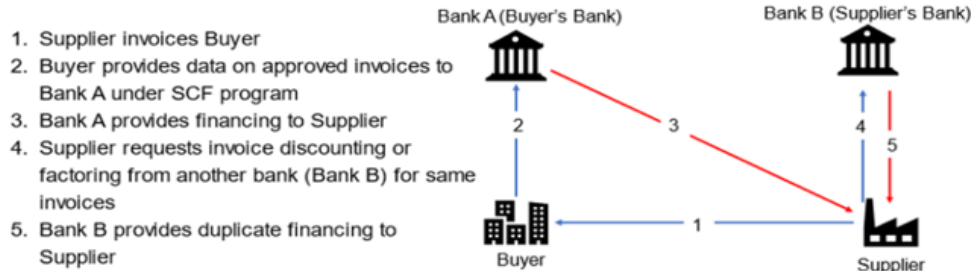 Bank A (Buyer's Bank)
Bank B (Supplier's Bank)
1. Supplier invoices Buyer
2. Buyer provides data on approved invoices to
Bank A under SCF program
3. Bank A provides financing to Supplier
4. Supplier requests invoice discounting or
factoring from another bank (Bank B) for same
invoices
5. Bank B provides duplicate financing to
Supplier
2
3
4
5
1
Buyer
Supplier